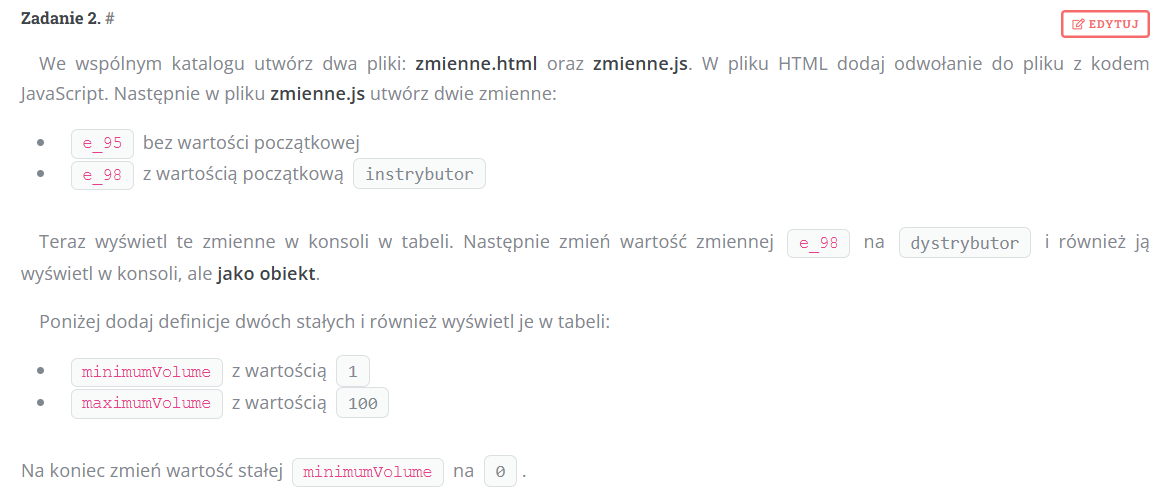 Zadanie 2. #
EDYTUJ
We wspólnym katalogu utwórz dwa pliki: zmienne.html oraz zmienne.js. W pliku HTML dodaj odwołanie do pliku z kodem
JavaScript. Następnie w pliku zmienne.js utwórz dwie zmienne:
• e_95 bez wartości początkowej
• e_98 z wartością początkową instrybutor
Teraz wyświetl te zmienne w konsoli w tabeli. Następnie zmień wartość zmiennej e_98 na dystrybutor i również ją
wyświetl w konsoli, ale jako obiekt.
Poniżej dodaj definicje dwóch stałych i również wyświetl je w tabeli:
• minimumVolume z wartością 1
• maximumVolume z wartością 100
Na koniec zmień wartość stałej minimumVolume na 0 .